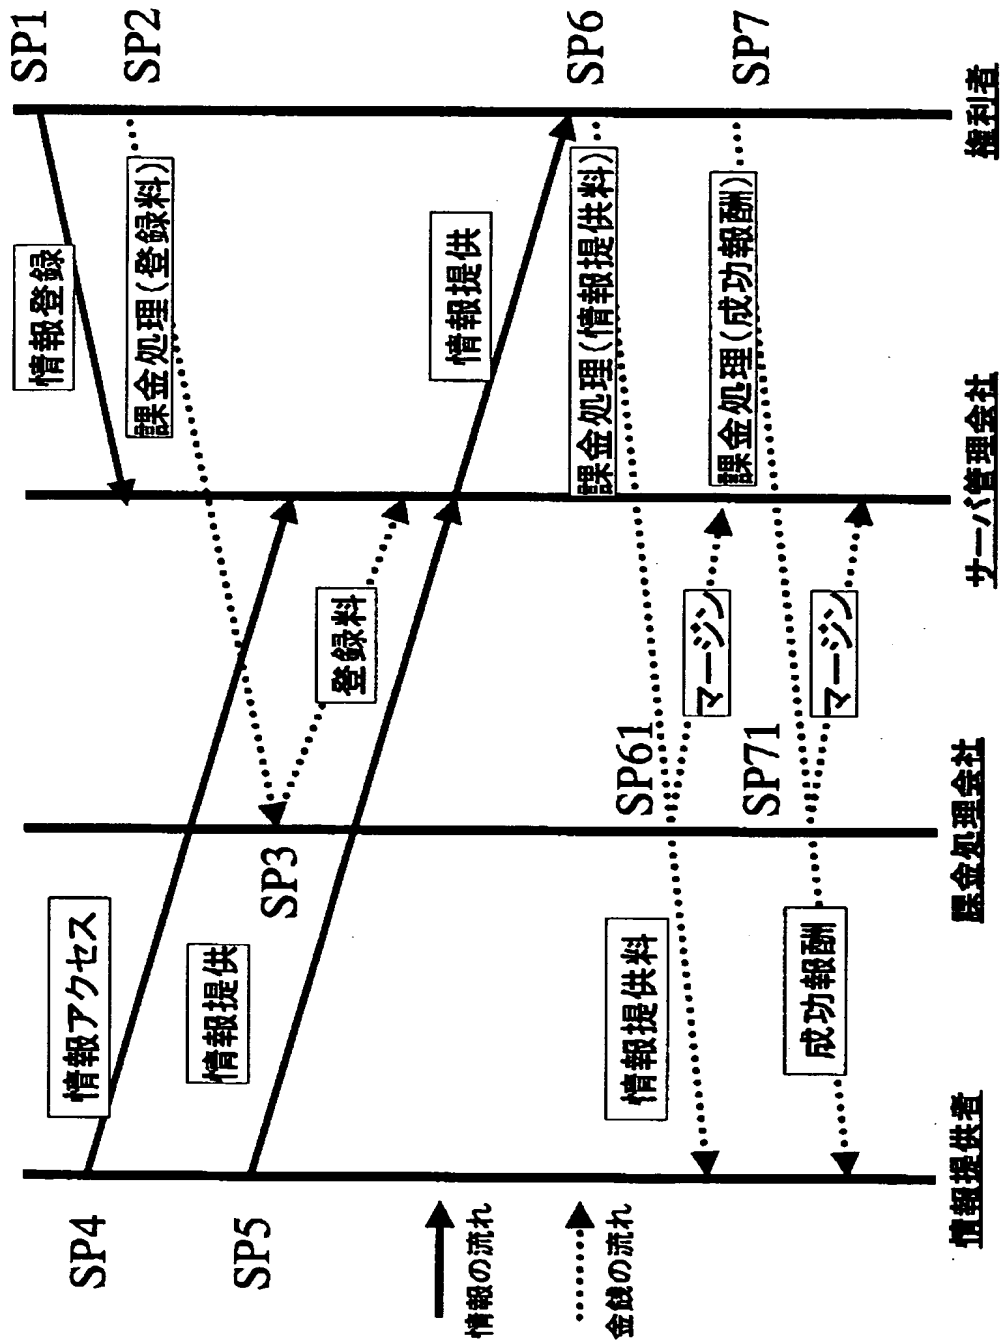 SP1
SP2
SP6
SP7
権利者
情報登録
課金処理(登録料)
情報提供
課金処理(情報提供料)
課金処理(成功報酬)
サーバ管理会社
登録料
マージン
マージン
SP3
SP61
SP71
課金処理会社
情報アクセス
情報提供
情報提供料
成功報酬
SP4
SP5
情報提供者
情報の流れ
金銭の流れ